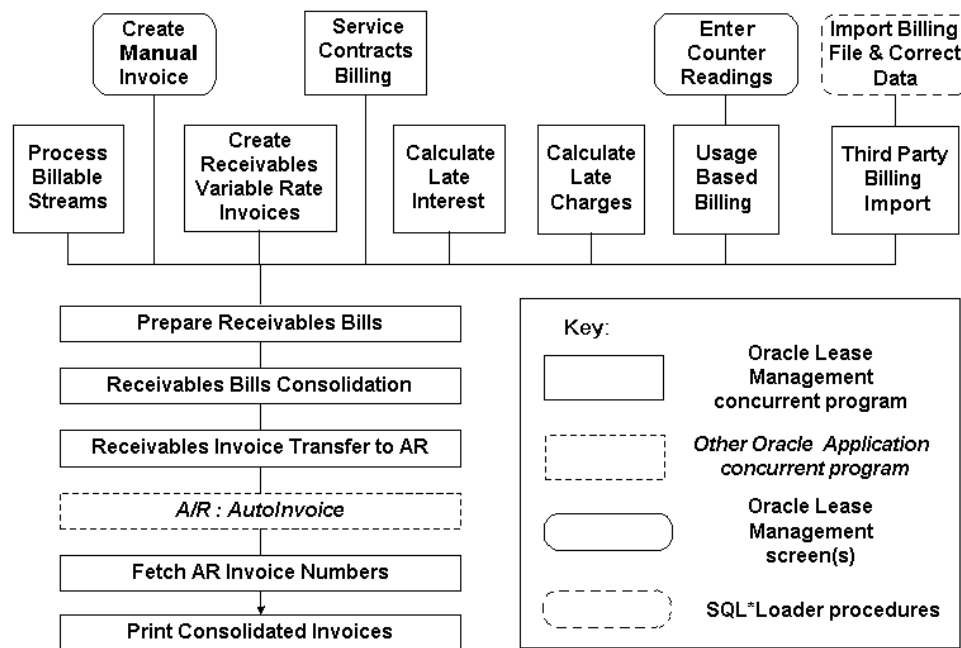 Create
Manual
Invoice
Service
Contracts
Billing
Enter
Counter
Readings
Import Billing
File & Correct
Data
Process
Billable
Streams
Create
Receivables
Variable Rate
Invoices
Calculate
Late
Interest
Calculate
Late
Charges
Usage
Based
Billing
Third Party
Billing
Import
Prepare Receivables Bills
Receivables Bills Consolidation
Receivables Invoice Transfer to AR
A/R : AutoInvoice
Fetch AR Invoice Numbers
Print Consolidated Invoices
Key:
Oracle Lease
Management
concurrent program
Other Oracle Application
concurrent program
Oracle Lease
Management
screen(s)
SQL*Loader procedures